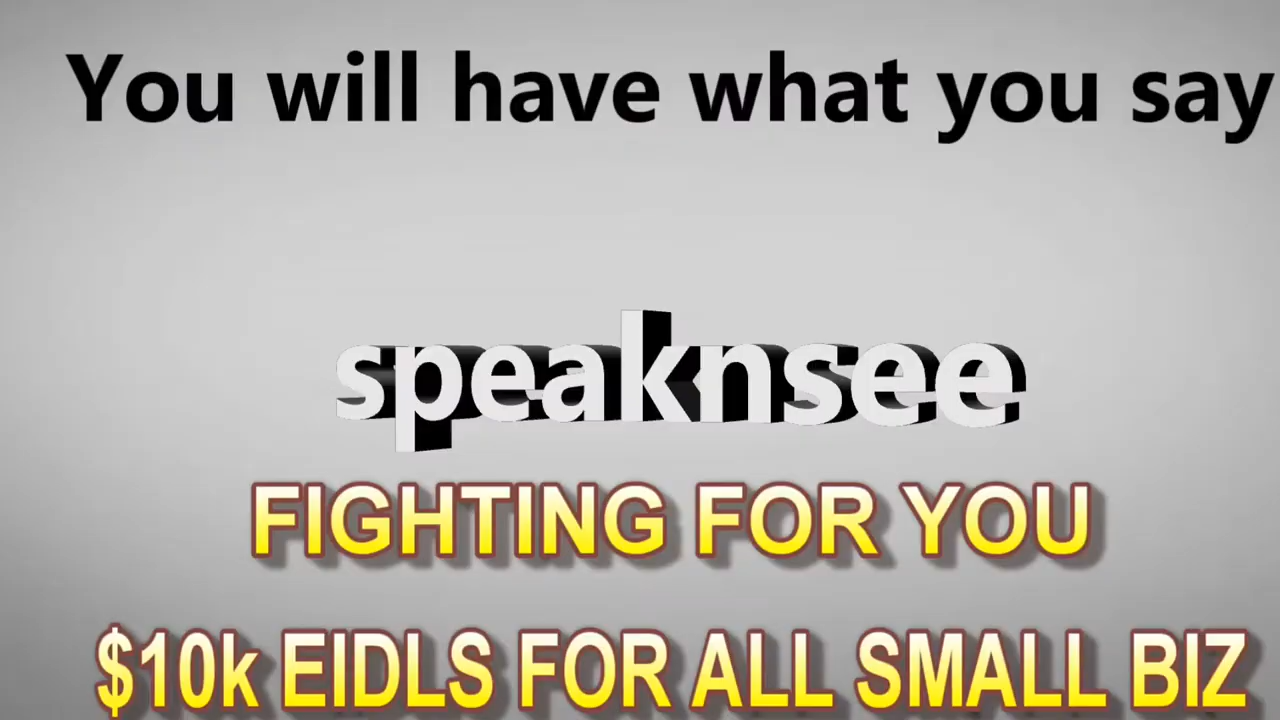 You will have what you say
speaknsee
FIGHTING FOR YOU
$10k EIDLS FOR ALL SMALL BIZ